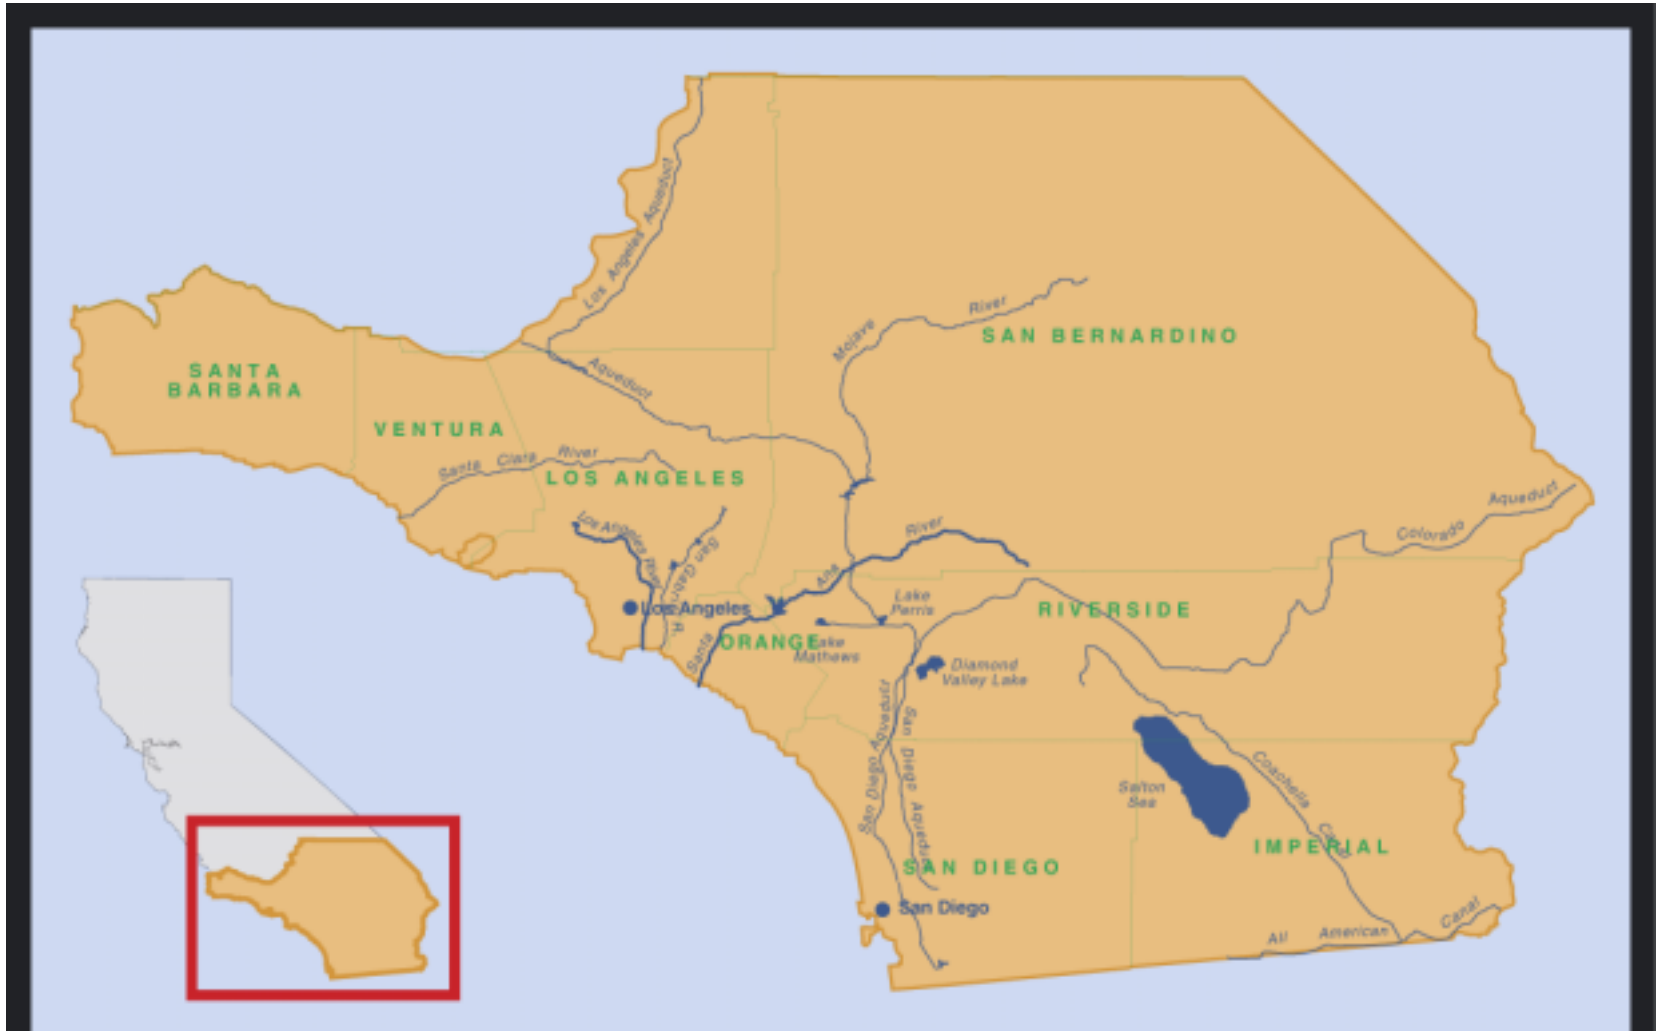 Los Angeles Aqueduct
Mojave River
SAN BERNARDINO
SANTA
BARBARA
Aqueduct
VENTURA
Santa Clara River
LOS ANGELES
Colorado Aqueduct
Los Angeles River
San Gabriel R.
Santa Ana River
Los Angeles
Lake
Perris
RIVERSIDE
ORANGE
Lake
Mathews
Diamond
Valley Lake
San Diego Aqueduct
San Diego Aqueduct
Salton
Sea
Coachella Canal
IMPERIAL
SAN DIEGO
San Diego
All American Canal